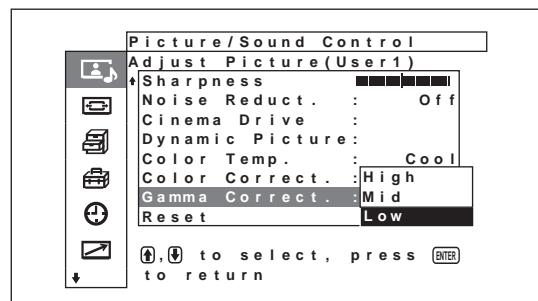 Picture/Sound Control
Adjust Picture(User1)
Sharpness
Noise Reduct. : Off
Cinema Drive :
Dynamic Picture:
Color Temp. : Cool
Color Correct. : High
Gamma Correct. : Mid
Reset Low
↑,↓ to select, press ENTER
to return